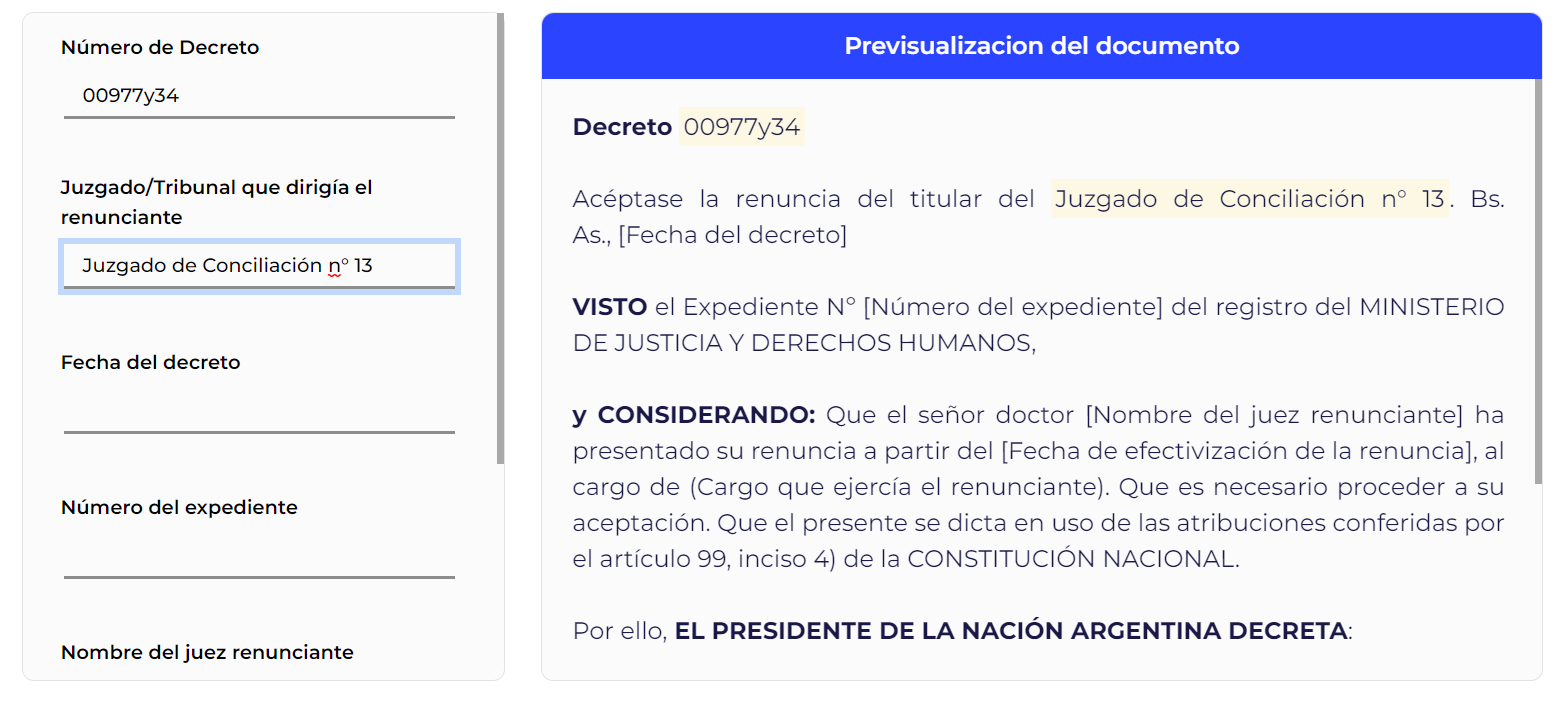 Número de Decreto
00977y34
Juzgado/Tribunal que dirigía el
renunciante
Juzgado de Conciliación n° 13
Fecha del decreto
Número del expediente
Nombre del juez renunciante
Previsualizacion del documento
Decreto 00977y34
Acéptase la renuncia del titular del Juzgado de Conciliación n° 13. Bs.
As., [Fecha del decreto]
VISTO el Expediente N° [Número del expediente] del registro del MINISTERIO
DE JUSTICIA Y DERECHOS HUMANOS,
y CONSIDERANDO: Que el señor doctor [Nombre del juez renunciante] ha
presentado su renuncia a partir del [Fecha de efectivización de la renuncia], al
cargo de (Cargo que ejercía el renunciante). Que es necesario proceder a su
aceptación. Que el presente se dicta en uso de las atribuciones conferidas por
el artículo 99, inciso 4) de la CONSTITUCIÓN NACIONAL.
Por ello, EL PRESIDENTE DE LA NACIÓN ARGENTINA DECRETA: